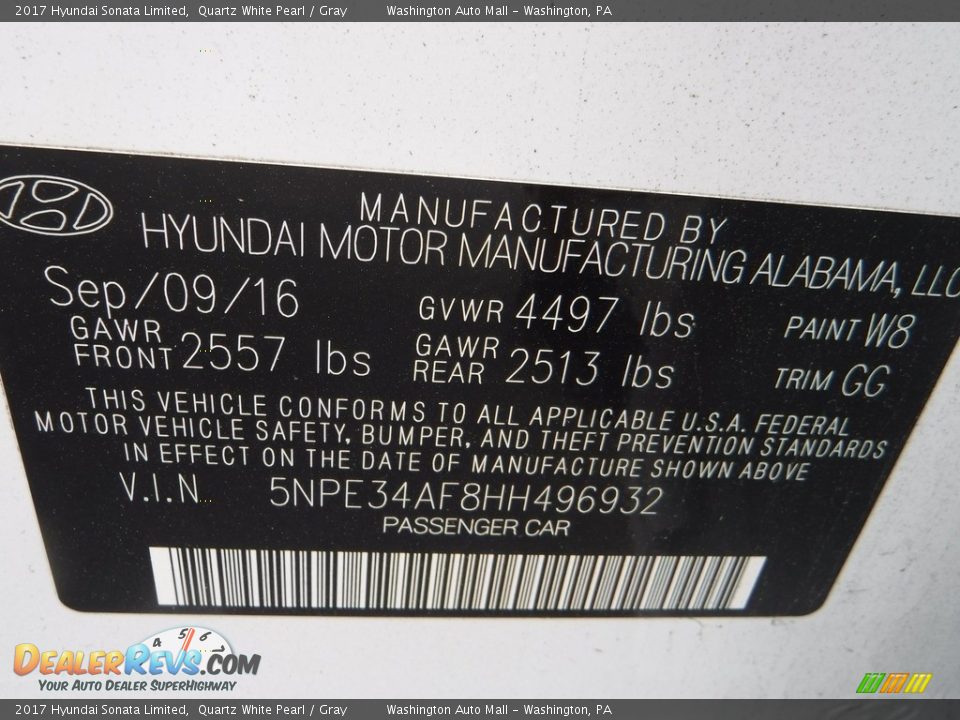 2017 Hyundai Sonata Limited, Quartz White Pearl / Gray Washington Auto Mall - Washington, PA
MANUFACTURED BY
HYUNDAI MOTOR MANUFACTURING ALABAMA, LLC
Sep/09/16 GVWR 4497 lbs PAINT W8
GAWR FRONT 2557 lbs GAWR REAR 2513 lbs TRIM GG
THIS VEHICLE CONFORMS TO ALL APPLICABLE U.S.A. FEDERAL
MOTOR VEHICLE SAFETY, BUMPER, AND THEFT PREVENTION STANDARDS
IN EFFECT ON THE DATE OF MANUFACTURE SHOWN ABOVE
V.I.N 5NPE34AF8HH496932
PASSENGER CAR
4 5 6 7
DEALERREVS.COM
YOUR AUTO DEALER SUPERHIGHWAY
2017 Hyundai Sonata Limited, Quartz White Pearl / Gray Washington Auto Mall - Washington, PA